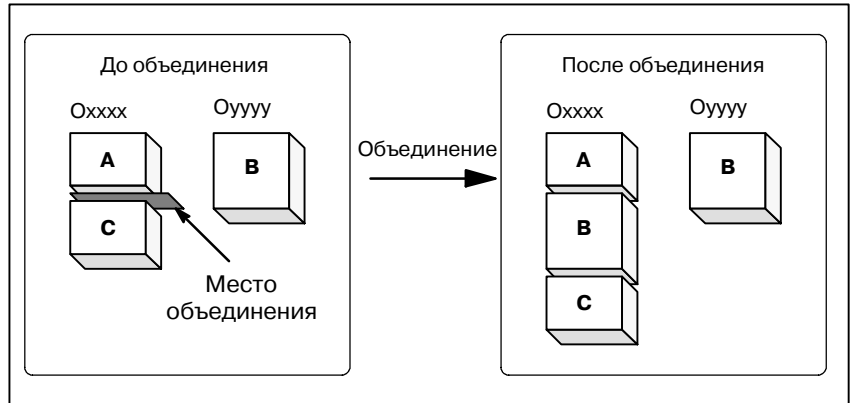 До объединения
Oxxxx
Oyyyy
A
B
C
Место
объединения
Объединение
После объединения
Oxxxx
Oyyyy
A
B
B
C